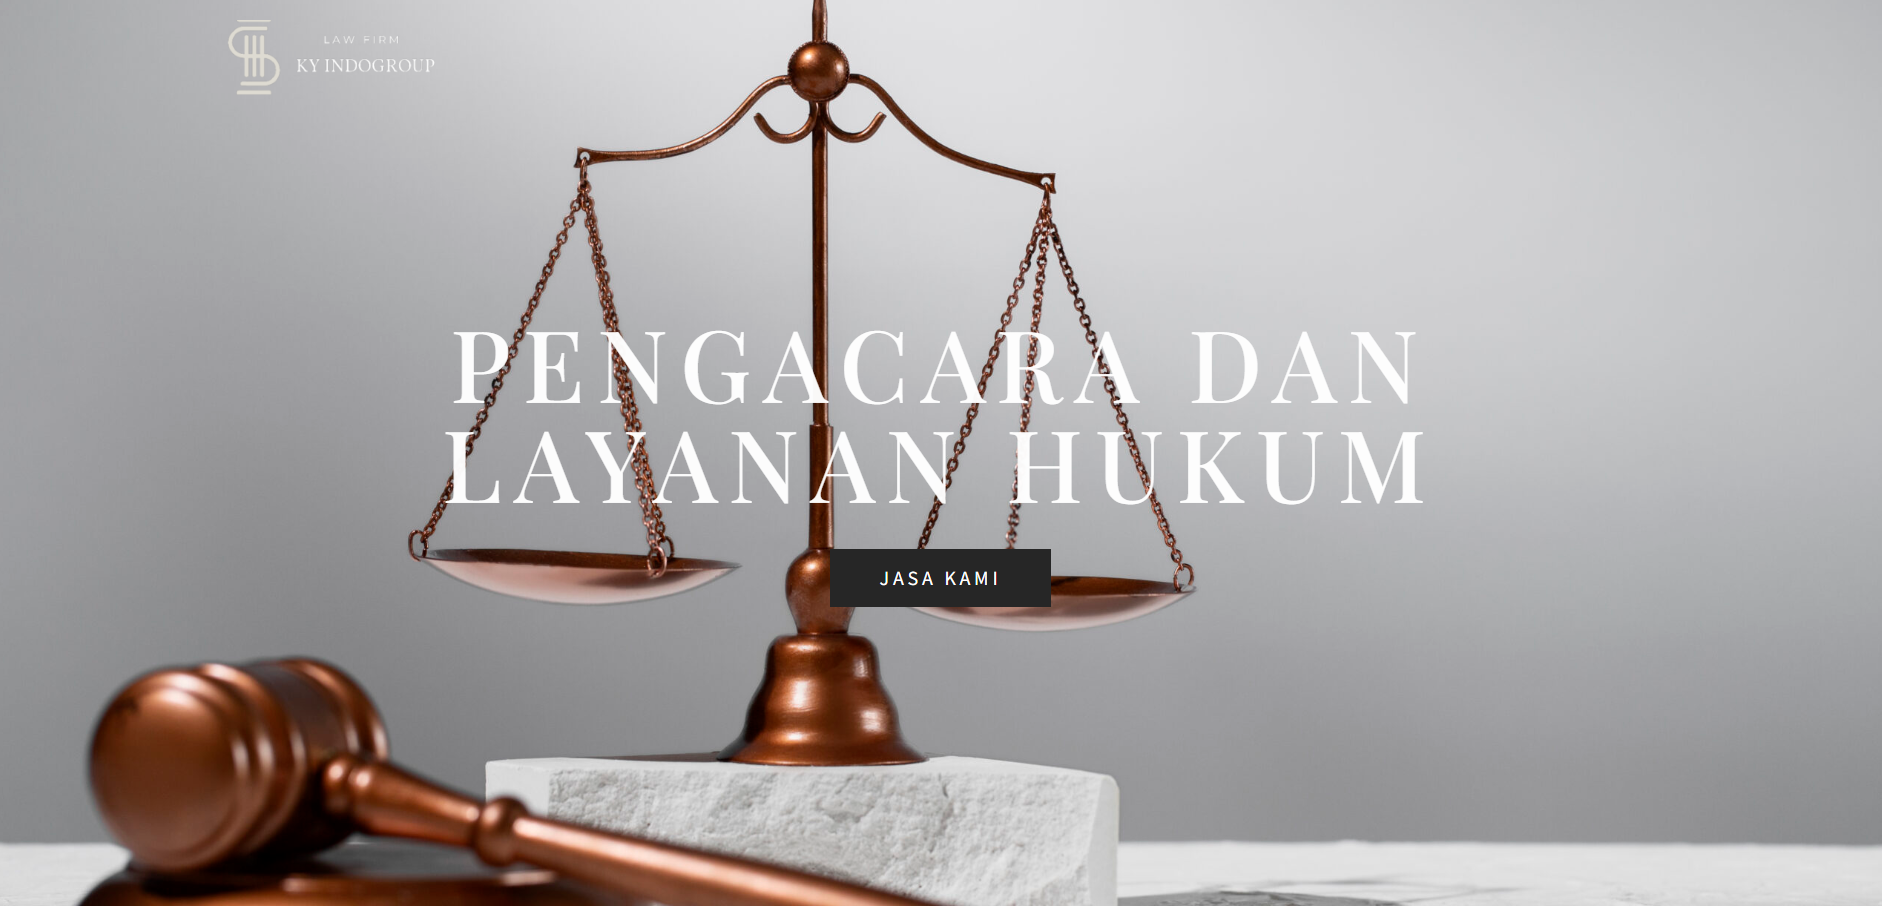 LAW FIRM
KY INDOGROUP
PENGACARA DAN
LAYANAN HUKUM
JASA KAMI